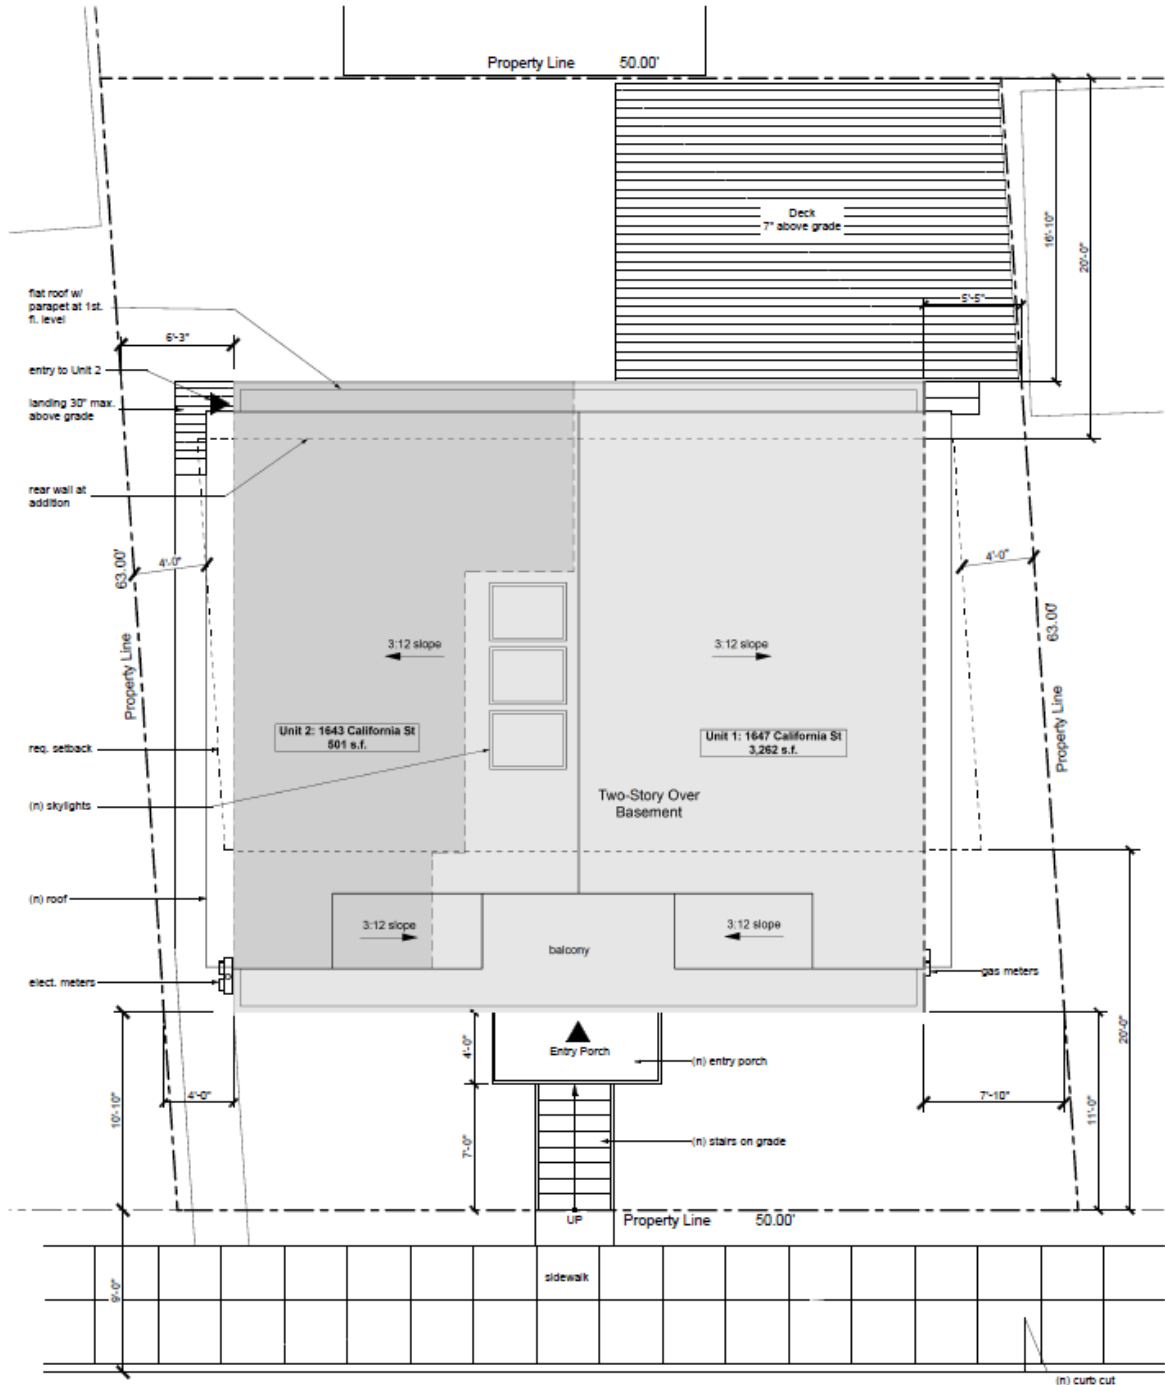 Property Line 50.00'
Deck
7" above grade
16'-10"
20'-0"
5'-5"
flat roof w/
parapet at 1st.
fl. level
6'-3"
entry to Unit 2
landing 30" max.
above grade
rear wall at
addition
63.00'
4'-0"
4'-0"
63.00'
Property Line
Property Line
3:12 slope
3:12 slope
Unit 2: 1643 California St
501 s.f.
Unit 1: 1647 California St
3,262 s.f.
req. setback
(n) skylights
Two-Story Over
Basement
(n) roof
3:12 slope
balcony
3:12 slope
elect. meters
gas meters
4'-0"
Entry Porch
(n) entry porch
20'-0"
4'-0"
7'-10"
10'-10"
11'-0"
7'-0"
(n) stairs on grade
UP
Property Line 50.00'
sidewalk
9'-0"
(n) curb cut